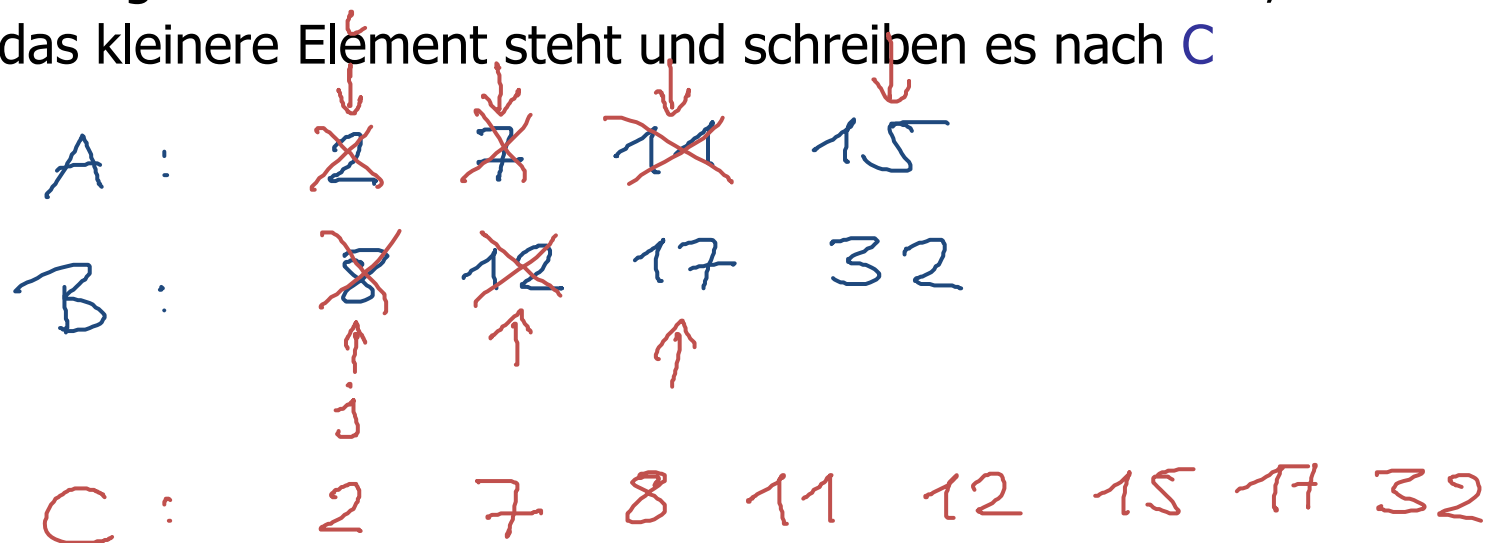 das kleinere Element steht und schreiben es nach C
i
A : 2 7 11 15
B : 8 12 17 32
j
C : 2 7 8 11 12 15 17 32